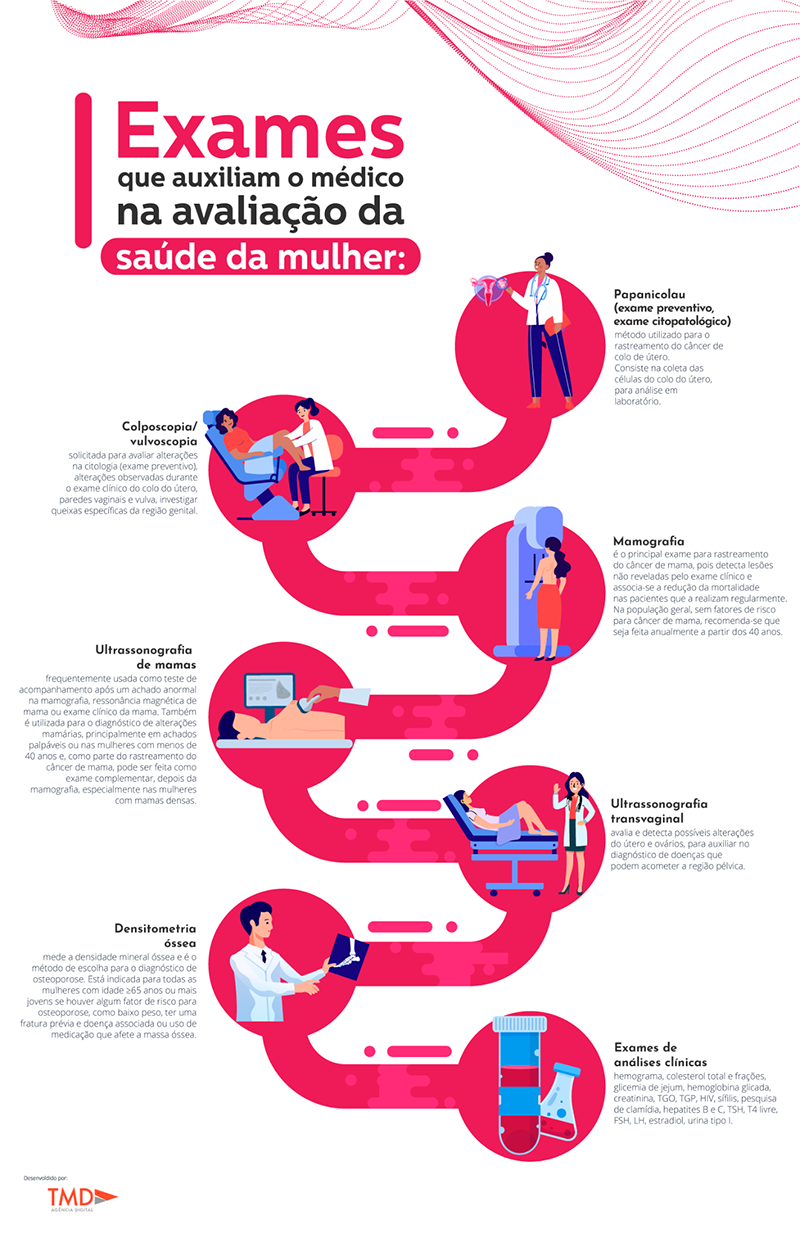 Exames
que auxiliam o médico
na avaliação da
saúde da mulher:
Papanicolau
(exame preventivo,
exame citopatológico)
método utilizado para o
rastreamento do câncer de
colo de útero.
Consiste na coleta das
células do colo do útero,
para análise em
laboratório.
Colposcopia/
vulvoscopia
solicitada para avaliar alterações
na citologia (exame preventivo),
alterações observadas durante
o exame clínico do colo do útero,
paredes vaginais e vulva, investigar
queixas específicas da região genital.
Mamografia
é o principal exame para rastreamento
do câncer de mama, pois detecta lesões
não reveladas pelo exame clínico e
associa-se a redução da mortalidade
nas pacientes que a realizam regularmente.
Na população geral, sem fatores de risco
para câncer de mama, recomenda-se que
seja feita anualmente a partir dos 40 anos.
Ultrassonografia
de mamas
frequentemente usada como teste de
acompanhamento após um achado anormal
na mamografia, ressonância magnética de
mama ou exame clínico da mama. Também
é utilizada para o diagnóstico de alterações
mamárias, principalmente em achados
palpáveis ou nas mulheres com menos de
40 anos e, como parte do rastreamento do
câncer de mama, pode ser feita como
exame complementar, depois da
mamografia, especialmente nas mulheres
com mamas densas.
Ultrassonografia
transvaginal
avalia e detecta possíveis alterações
do útero e ovários, para auxiliar no
diagnóstico de doenças que
podem acometer a região pélvica.
Densitometria
óssea
mede a densidade mineral óssea e é o
método de escolha para o diagnóstico de
osteoporose. Está indicada para todas as
mulheres com idade ≥65 anos ou mais
jovens se houver algum fator de risco para
osteoporose, como baixo peso, ter uma
fratura prévia e doença associada ou uso de
medicação que afete a massa óssea.
Exames de
análises clínicas
hemograma, colesterol total e frações,
glicemia de jejum, hemoglobina glicada,
creatinina, TGO, TGP, HIV, sífilis, pesquisa
de clamídia, hepatites B e C, TSH, T4 livre,
FSH, LH, estradiol, urina tipo I.
Desenvoldido por:
TMD
AGÊNCIA DIGITAL